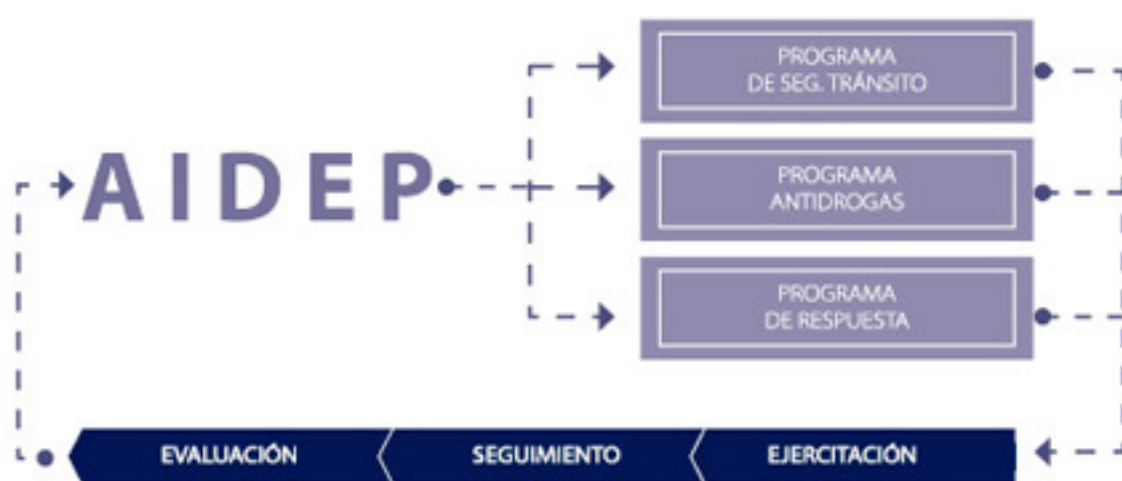 AIDEP
PROGRAMA
DE SEG. TRÁNSITO
PROGRAMA
ANTIDROGAS
PROGRAMA
DE RESPUESTA
EVALUACIÓN
SEGUIMIENTO
EJERCITACIÓN